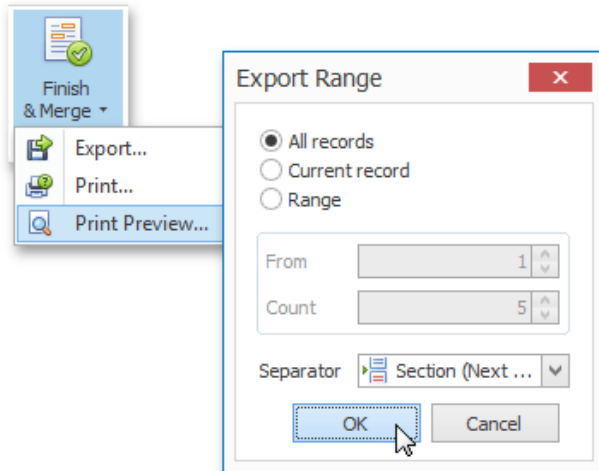 Finish
& Merge
Export...
Print...
Print Preview...
Export Range
All records
Current record
Range
From 1
Count 5
Separator Section (Next ...
OK Cancel